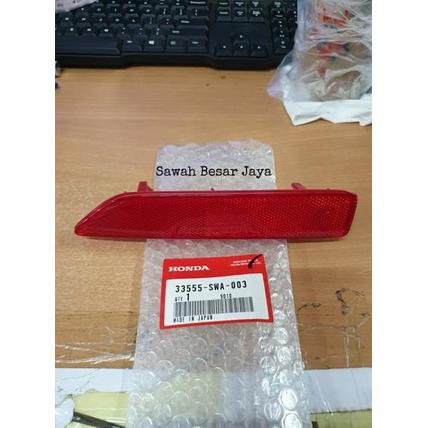 Sawah Besar Jaya
HONDA
33555-SWA-003
QTY 1
MADE IN JAPAN